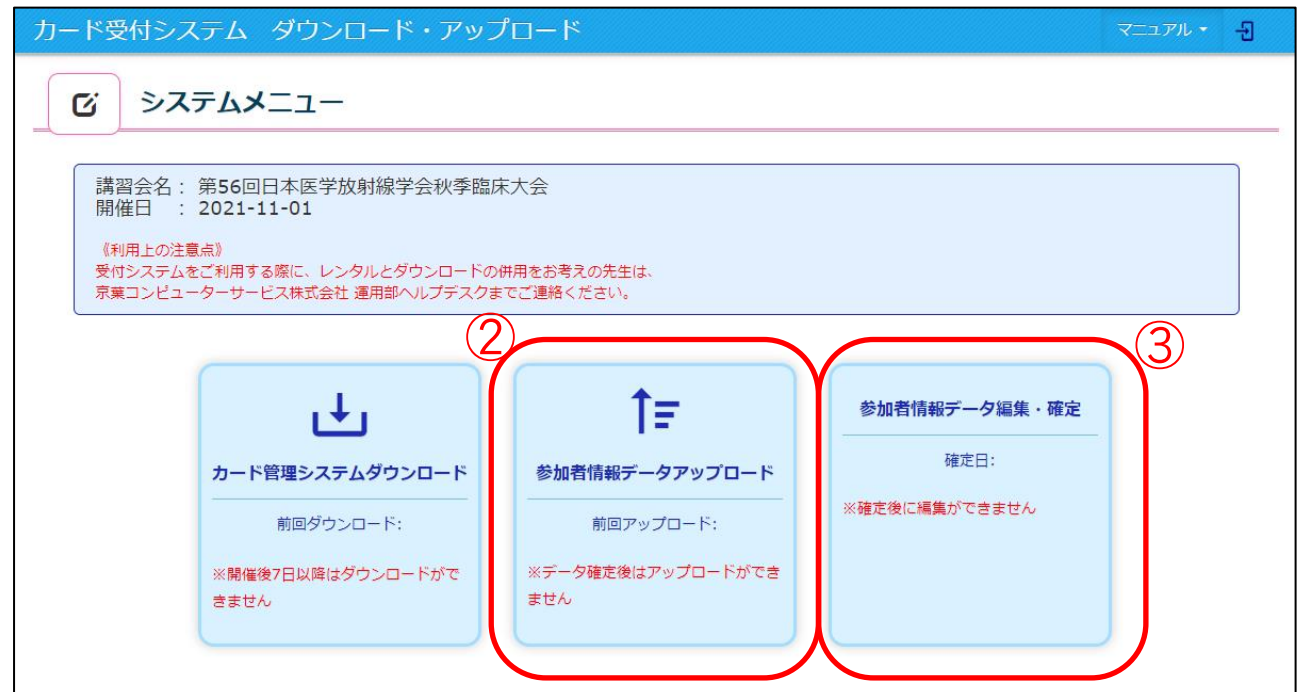 カード受付システム　ダウンロード・アップロード
マニュアル
システムメニュー
講習会名： 第56回日本医学放射線学会秋季臨床大会
開催日　： 2021-11-01
《利用上の注意点》
受付システムをご利用する際に、レンタルとダウンロードの併用をお考えの先生は、
京葉コンピューターサービス株式会社 運用部ヘルプデスクまでご連絡ください。
カード管理システムダウンロード
前回ダウンロード:
※開催後7日以降はダウンロードがで
きません
②
参加者情報データアップロード
前回アップロード:
※データ確定後はアップロードができ
ません
③
参加者情報データ編集・確定
確定日:
※確定後に編集ができません